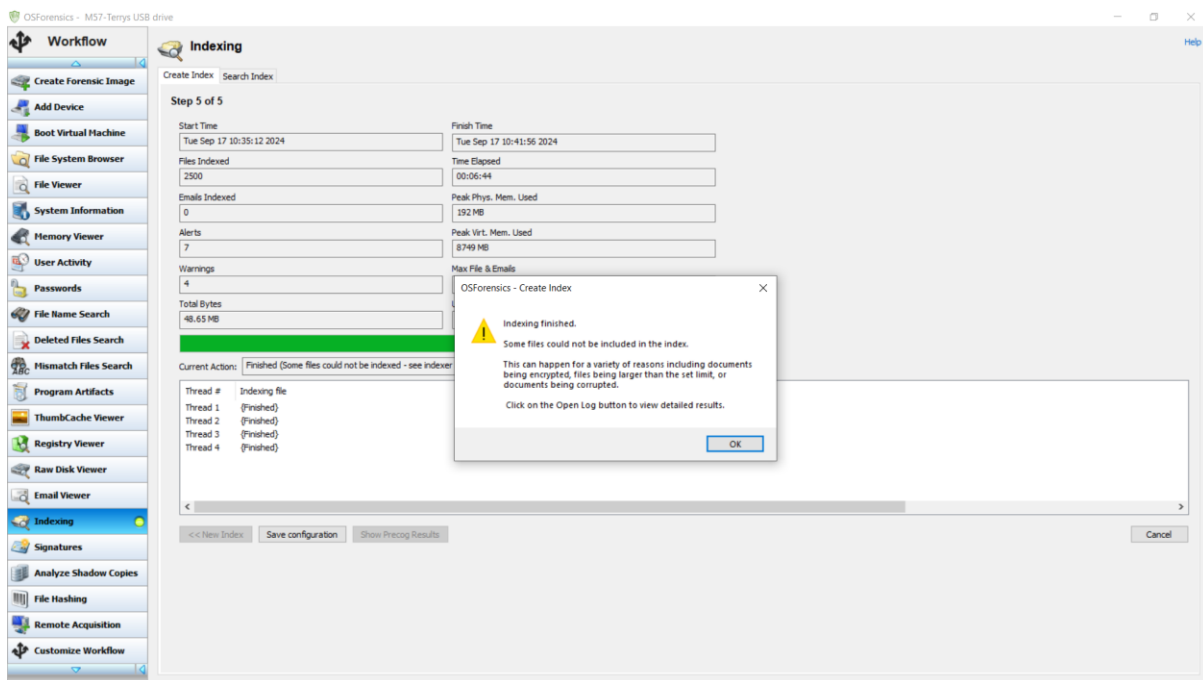 OSForensics - M57-Terrys USB drive
Workflow
Create Forensic Image
Add Device
Boot Virtual Machine
File System Browser
File Viewer
System Information
Memory Viewer
User Activity
Passwords
File Name Search
Deleted Files Search
Mismatch Files Search
Program Artifacts
ThumbCache Viewer
Registry Viewer
Raw Disk Viewer
Email Viewer
Indexing
Signatures
Analyze Shadow Copies
File Hashing
Remote Acquisition
Customize Workflow
Indexing
Help
Create Index Search Index
Step 5 of 5
Start Time Finish Time
Tue Sep 17 10:35:12 2024 Tue Sep 17 10:41:56 2024
Files Indexed Time Elapsed
2500 00:06:44
Emails Indexed Peak Phys. Mem. Used
0 192 MB
Alerts Peak Virt. Mem. Used
7 8749 MB
Warnings Max File & Emails
4
Total Bytes
48.65 MB
Current Action: Finished (Some files could not be indexed - see indexer
Thread # Indexing file
Thread 1 {Finished}
Thread 2 {Finished}
Thread 3 {Finished}
Thread 4 {Finished}
<< New Index Save configuration Show Precog Results Cancel
OSForensics - Create Index
Indexing finished.
Some files could not be included in the index.
This can happen for a variety of reasons including documents
being encrypted, files being larger than the set limit, or
documents being corrupted.
Click on the Open Log button to view detailed results.
OK